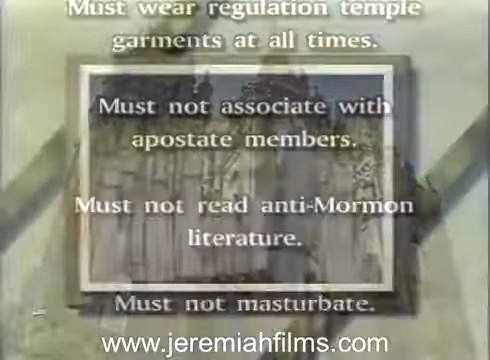 Must wear regulation temple
garments at all times.
Must not associate with
apostate members.
Must not read anti-Mormon
literature.
Must not masturbate.
www.jeremiahfilms.com